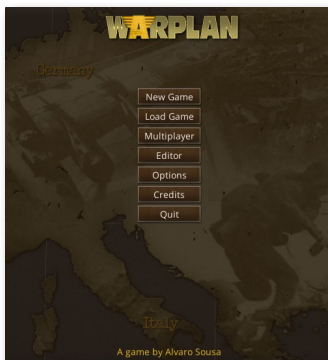 WARPLAN
Germany
New Game
Load Game
Multiplayer
Editor
Options
Credits
Quit
Italy
A game by Alvaro Sousa